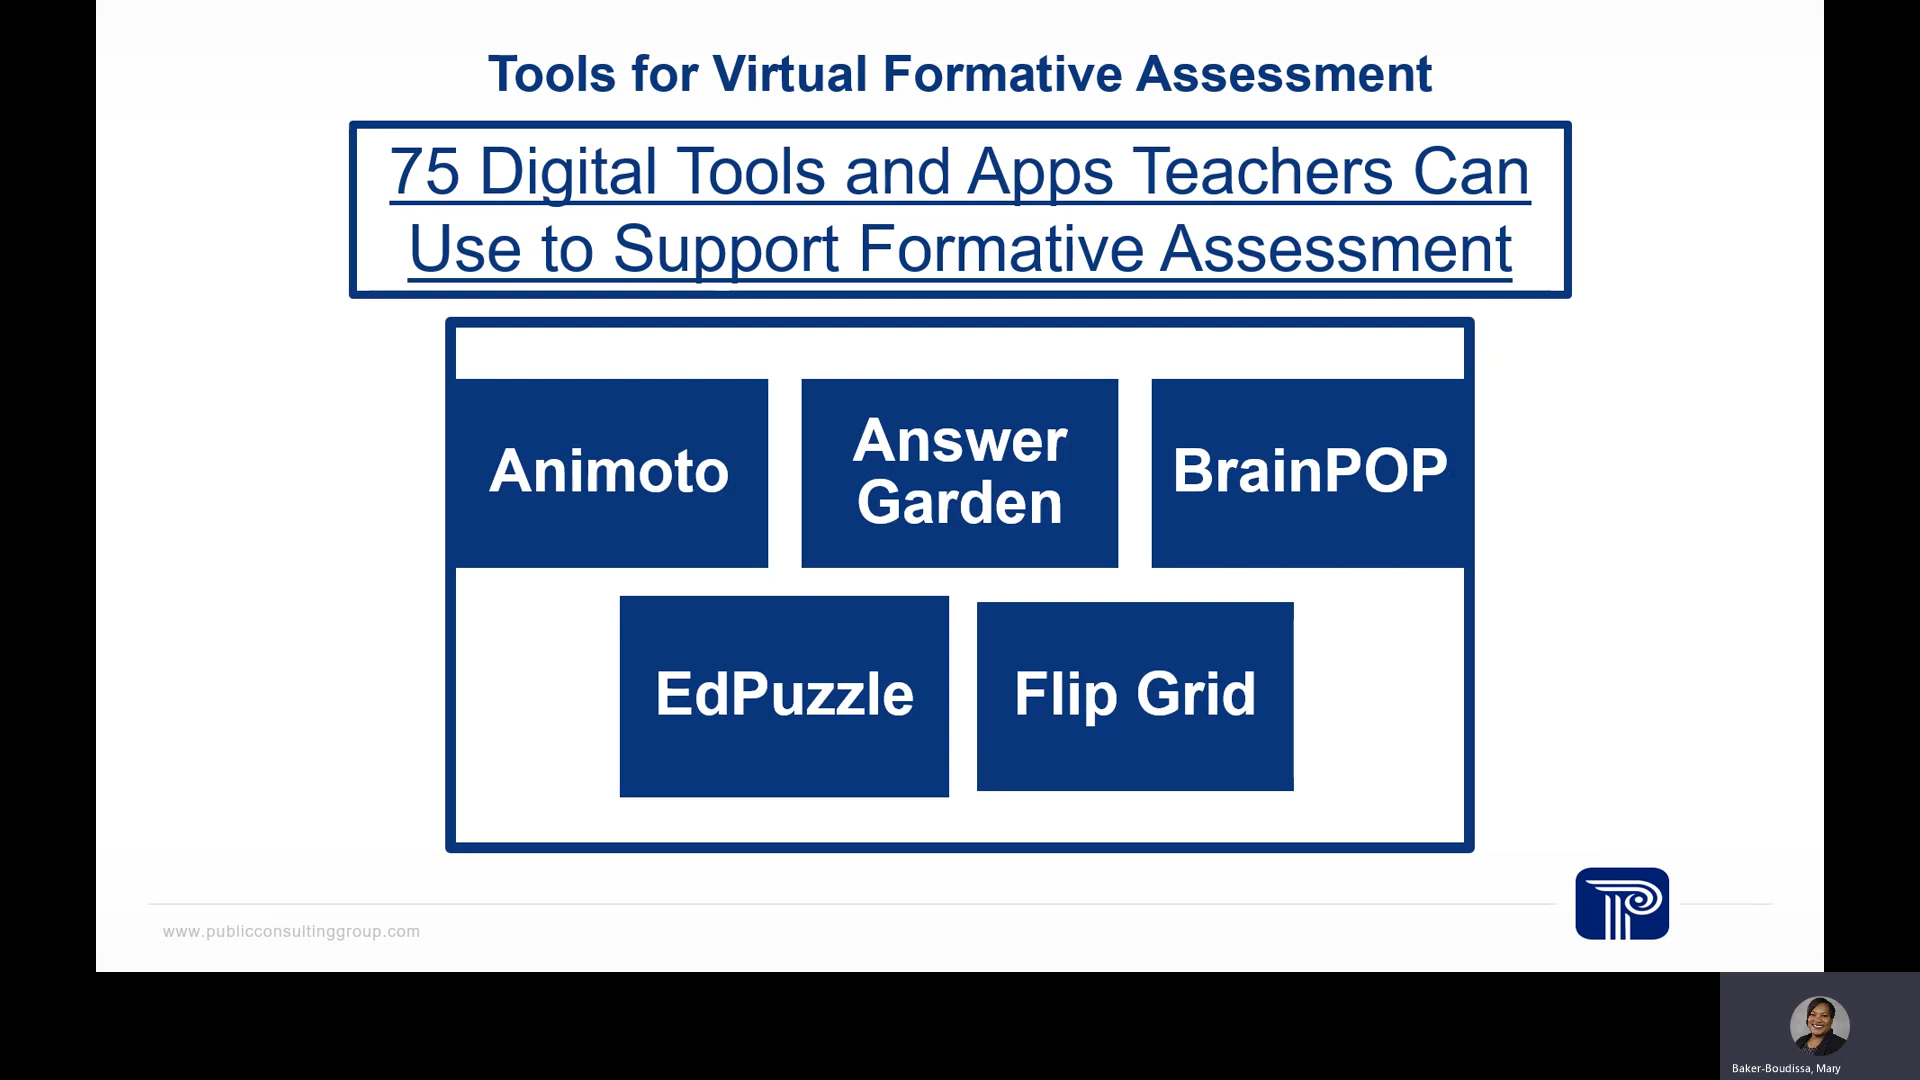 Tools for Virtual Formative Assessment
75 Digital Tools and Apps Teachers Can
Use to Support Formative Assessment
Animoto
Answer
Garden
BrainPOP
EdPuzzle
Flip Grid
www.publicconsultinggroup.com
Baker-Boudissa, Mary